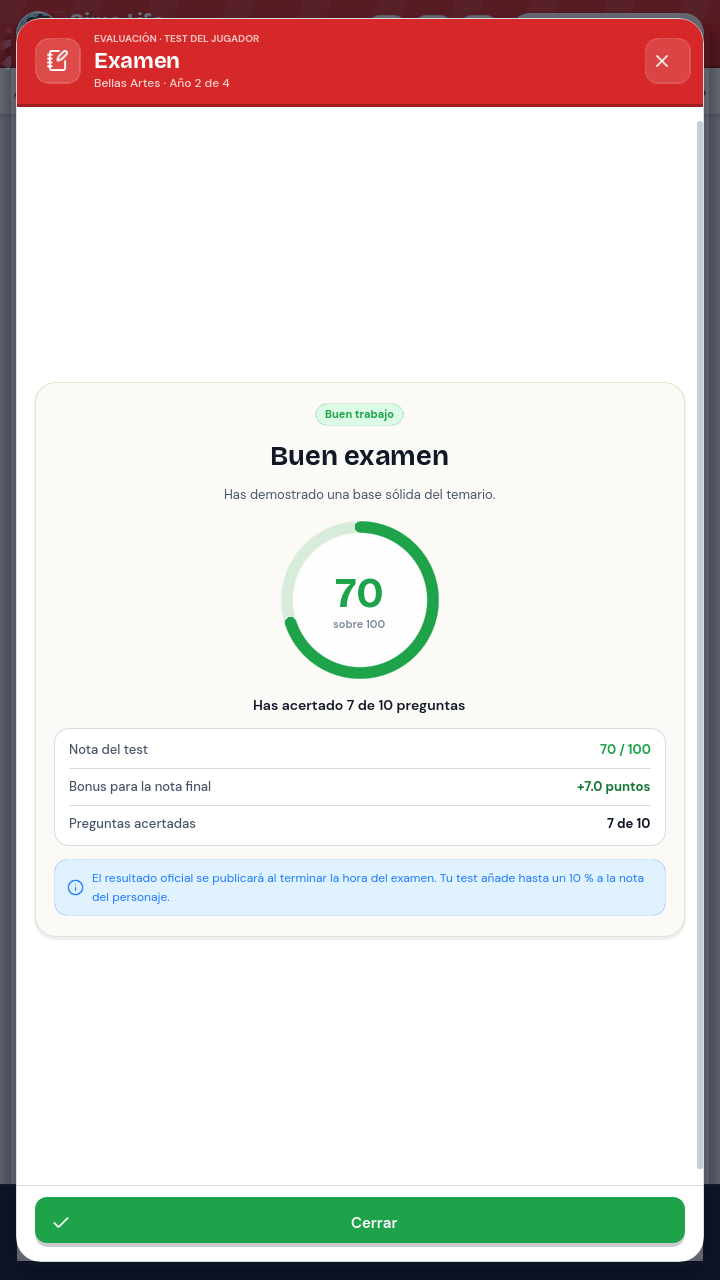 EVALUACIÓN · TEST DEL JUGADOR
Examen
Bellas Artes · Año 2 de 4
Buen trabajo
Buen examen
Has demostrado una base sólida del temario.
70
sobre 100
Has acertado 7 de 10 preguntas
Nota del test 70 / 100
Bonus para la nota final +7.0 puntos
Preguntas acertadas 7 de 10
El resultado oficial se publicará al terminar la hora del examen. Tu test añade hasta un 10 % a la nota
del personaje.
Cerrar